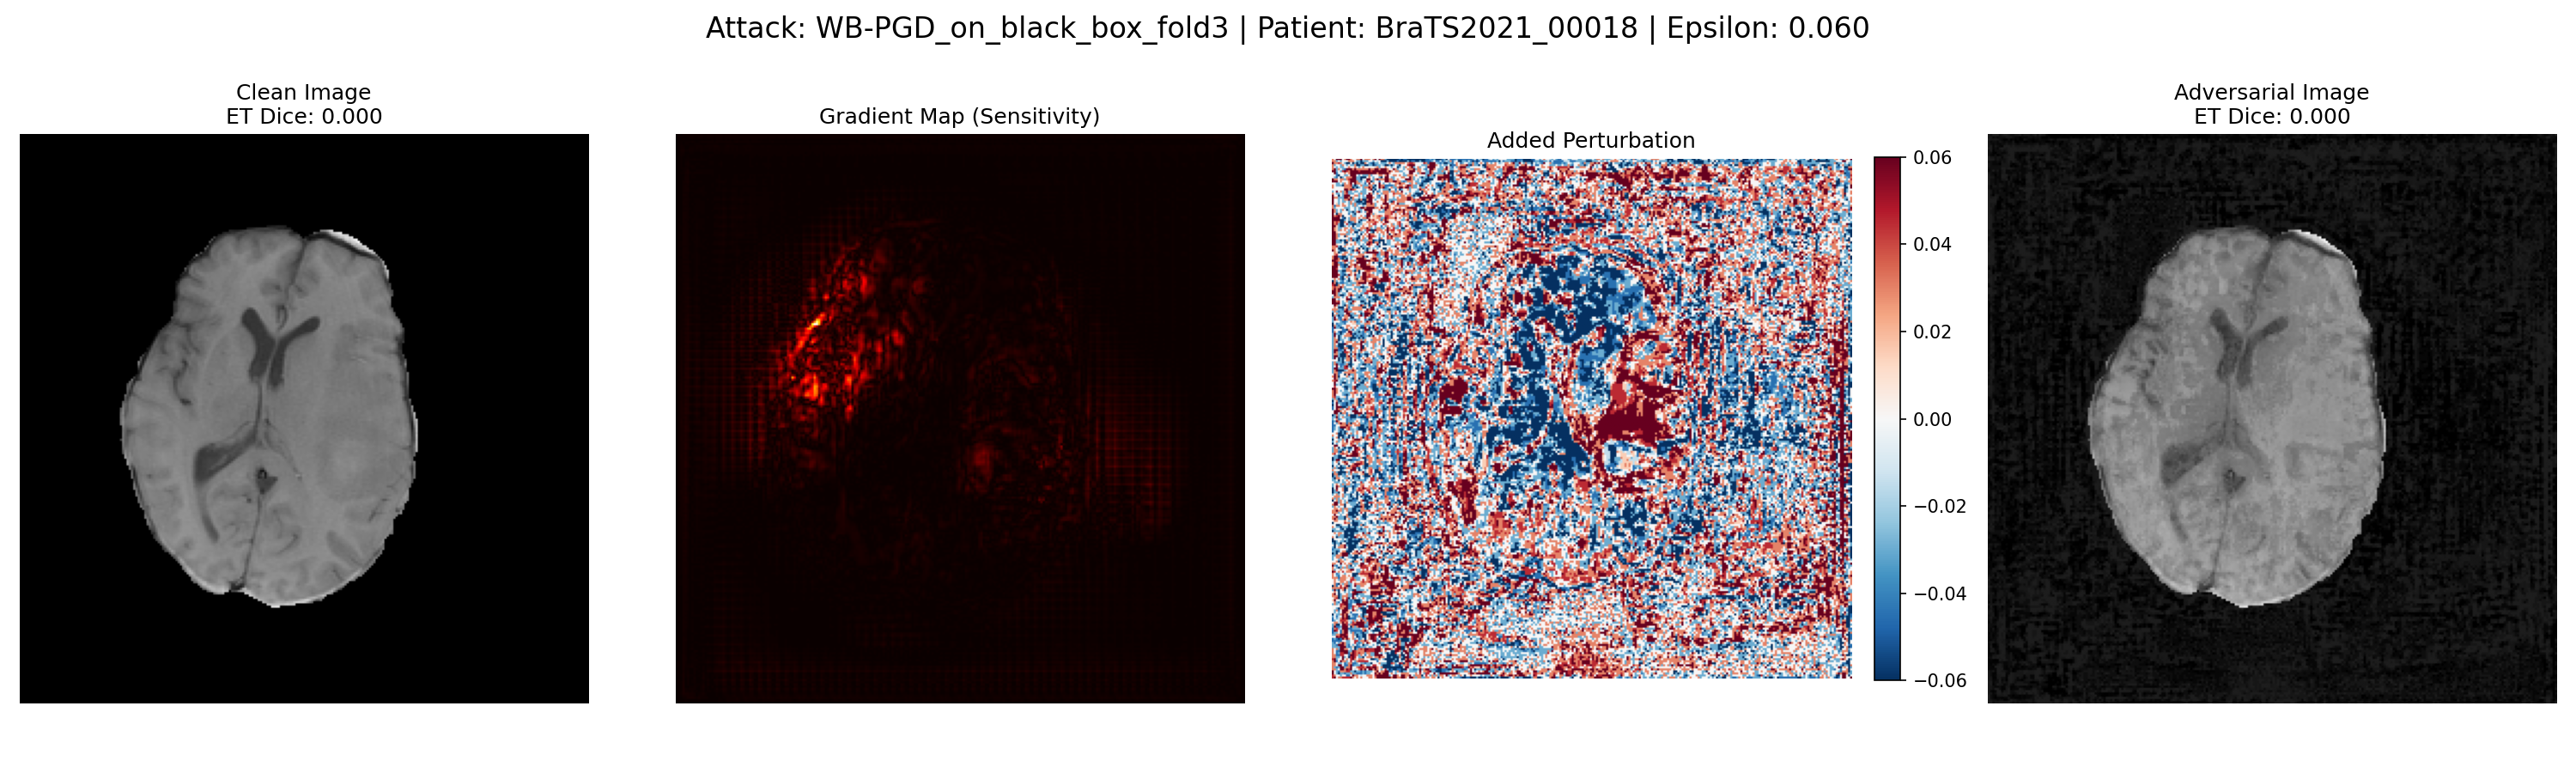 Attack: WB-PGD_on_black_box_fold3 | Patient: BraTS2021_00018 | Epsilon: 0.060
Clean Image
ET Dice: 0.000
Gradient Map (Sensitivity)
Added Perturbation
0.06
0.04
0.02
0.00
−0.02
−0.04
−0.06
Adversarial Image
ET Dice: 0.000